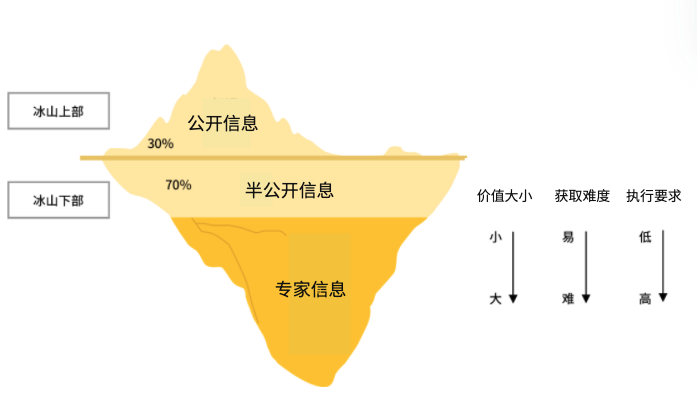 冰山上部
公开信息
30%
70%
半公开信息
冰山下部
专家信息
价值大小 获取难度 执行要求
小 易 低
大 难 高